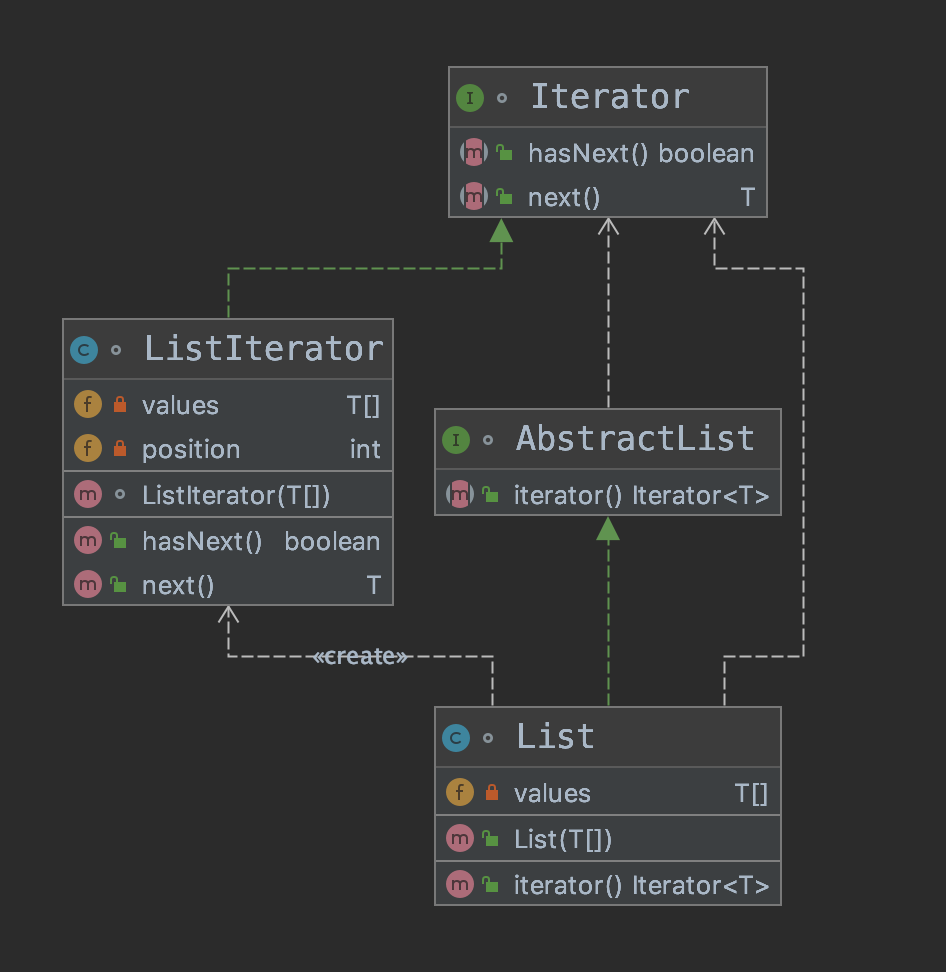 I Iterator
m hasNext() boolean
m next() T
C ListIterator
f values T[]
f position int
m ListIterator(T[])
m hasNext() boolean
m next() T
I AbstractList
m iterator() Iterator<T>
«create»
C List
f values T[]
m List(T[])
m iterator() Iterator<T>